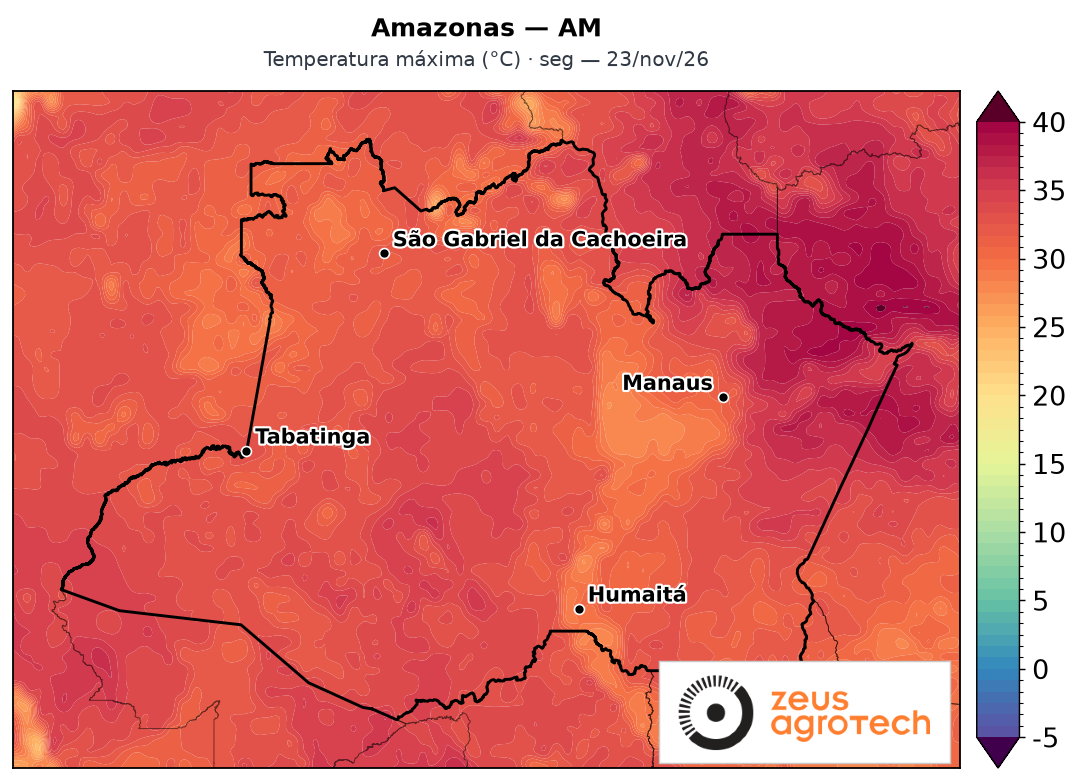 Amazonas — AM
Temperatura máxima (°C) · seg — 23/nov/26
São Gabriel da Cachoeira
Manaus
Tabatinga
Humaitá
zeus
agrotech
40
35
30
25
20
15
10
5
0
-5